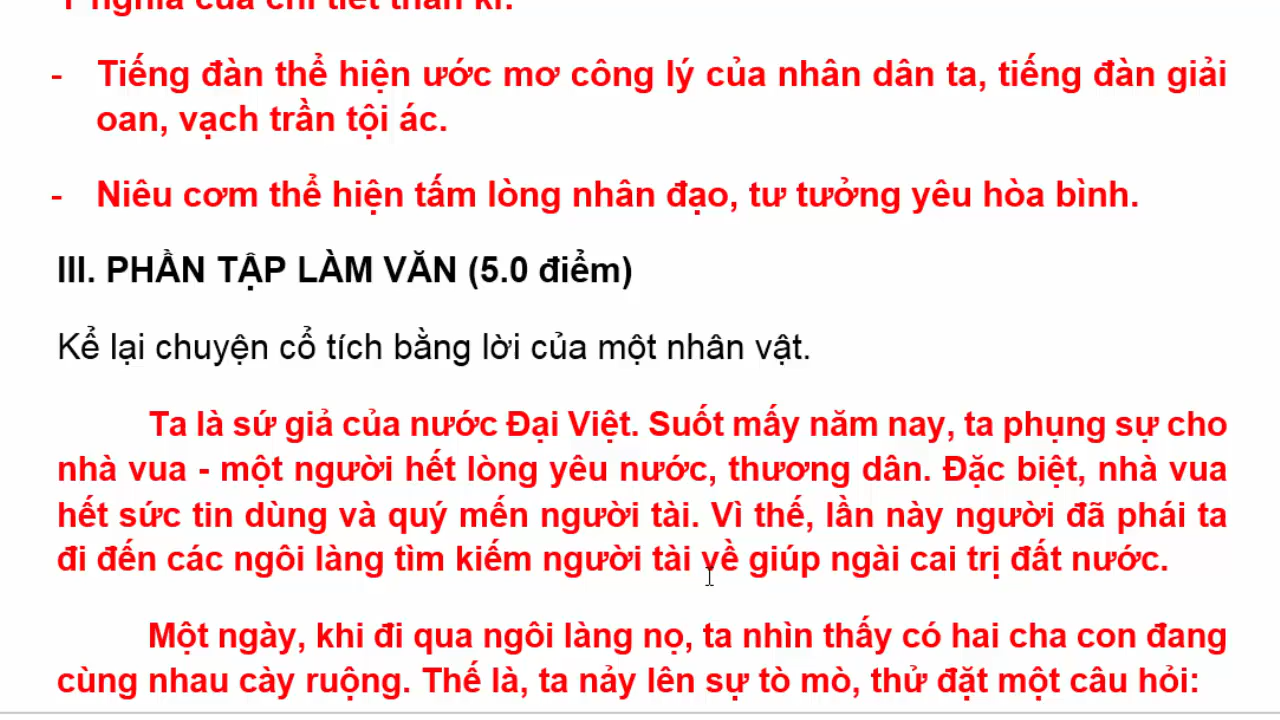 Ý nghĩa của chi tiết thần kì:
- Tiếng đàn thể hiện ước mơ công lý của nhân dân ta, tiếng đàn giải
oan, vạch trần tội ác.
- Niêu cơm thể hiện tấm lòng nhân đạo, tư tưởng yêu hòa bình.
III. PHẦN TẬP LÀM VĂN (5.0 điểm)
Kể lại chuyện cổ tích bằng lời của một nhân vật.
Ta là sứ giả của nước Đại Việt. Suốt mấy năm nay, ta phụng sự cho
nhà vua - một người hết lòng yêu nước, thương dân. Đặc biệt, nhà vua
hết sức tin dùng và quý mến người tài. Vì thế, lần này người đã phái ta
đi đến các ngôi làng tìm kiếm người tài về giúp ngài cai trị đất nước.
Một ngày, khi đi qua ngôi làng nọ, ta nhìn thấy có hai cha con đang
cùng nhau cày ruộng. Thế là, ta nảy lên sự tò mò, thử đặt một câu hỏi: